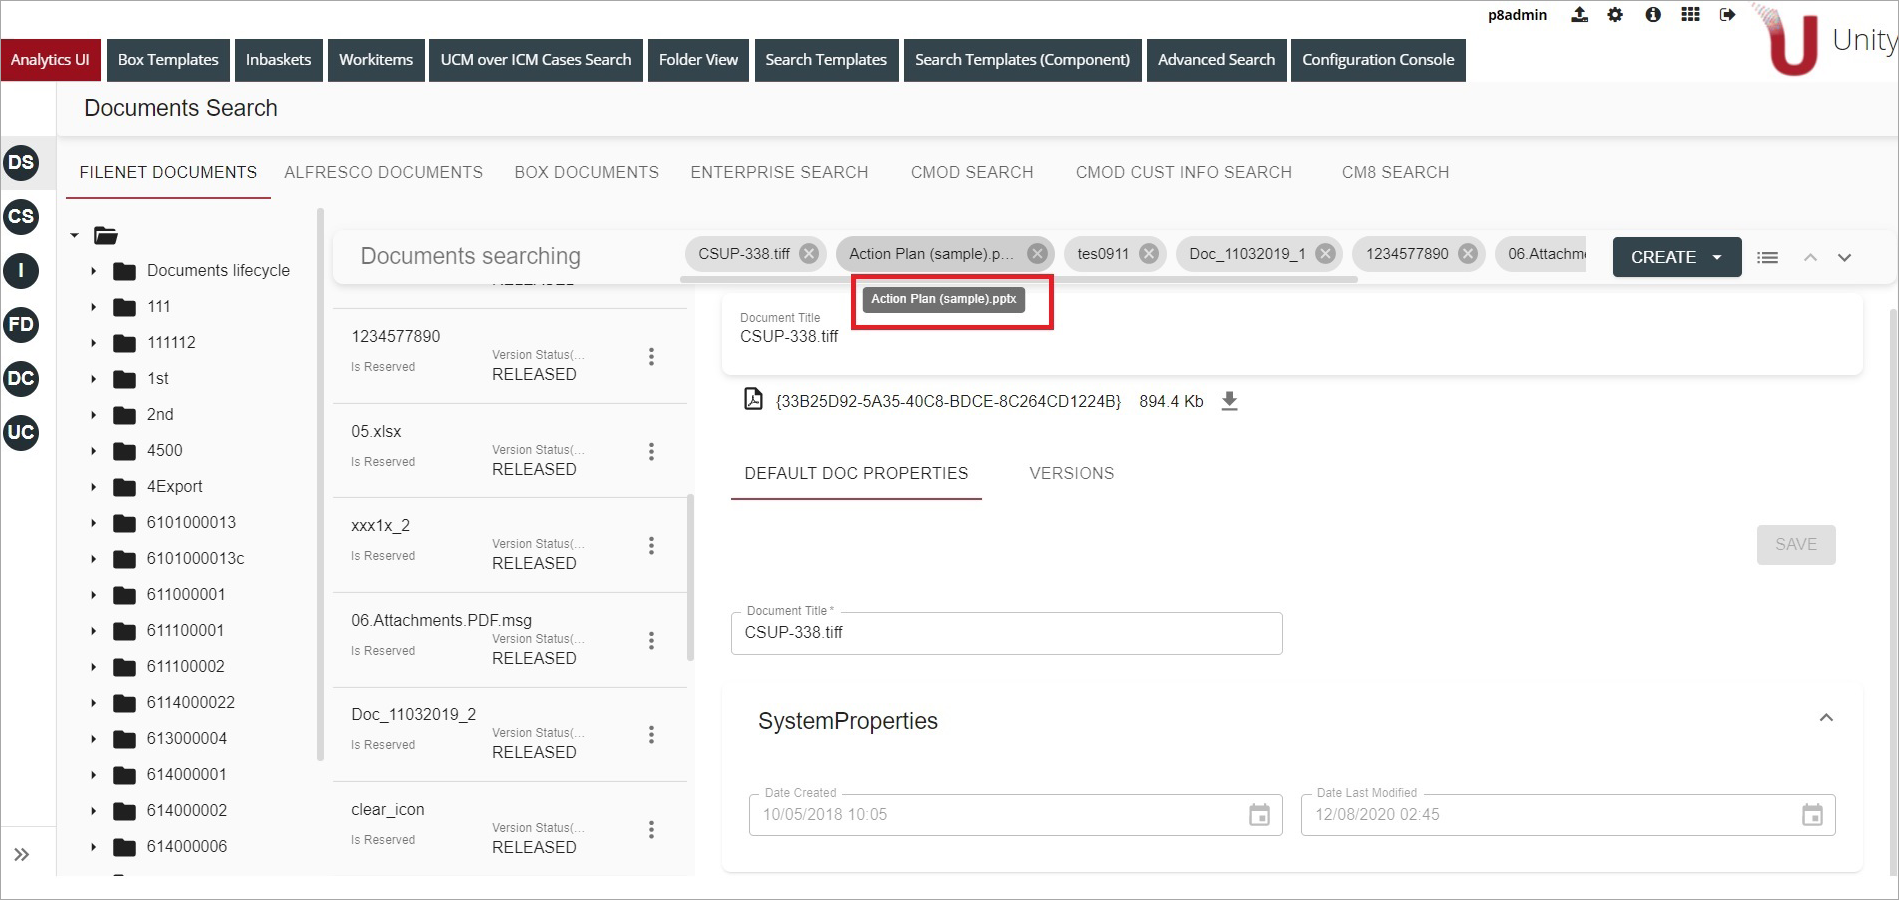 p8admin
Unity
Analytics UI
Box Templates
Inbaskets
Workitems
UCM over ICM Cases Search
Folder View
Search Templates
Search Templates (Component)
Advanced Search
Configuration Console
Documents Search
DS
CS
I
FD
DC
UC
FILENET DOCUMENTS
ALFRESCO DOCUMENTS
BOX DOCUMENTS
ENTERPRISE SEARCH
CMOD SEARCH
CMOD CUST INFO SEARCH
CM8 SEARCH
Documents lifecycle
111
111112
1st
2nd
4500
4Export
6101000013
6101000013c
611000001
611100001
611100002
6114000022
613000004
614000001
614000002
614000006
Documents searching
CSUP-338.tiff
Action Plan (sample).p...
tes0911
Doc_11032019_1
1234577890
06.Attachm
CREATE
Action Plan (sample).pptx
RELEASED
1234577890
Is Reserved
Version Status(...
RELEASED
05.xlsx
Is Reserved
Version Status(...
RELEASED
xxx1x_2
Is Reserved
Version Status(...
RELEASED
06.Attachments.PDF.msg
Is Reserved
Version Status(...
RELEASED
Doc_11032019_2
Is Reserved
Version Status(...
RELEASED
clear_icon
Is Reserved
Version Status(...
RELEASED
Document Title
CSUP-338.tiff
{33B25D92-5A35-40C8-BDCE-8C264CD1224B} 894.4 Kb
DEFAULT DOC PROPERTIES
VERSIONS
SAVE
Document Title *
CSUP-338.tiff
SystemProperties
Date Created
10/05/2018 10:05
Date Last Modified
12/08/2020 02:45